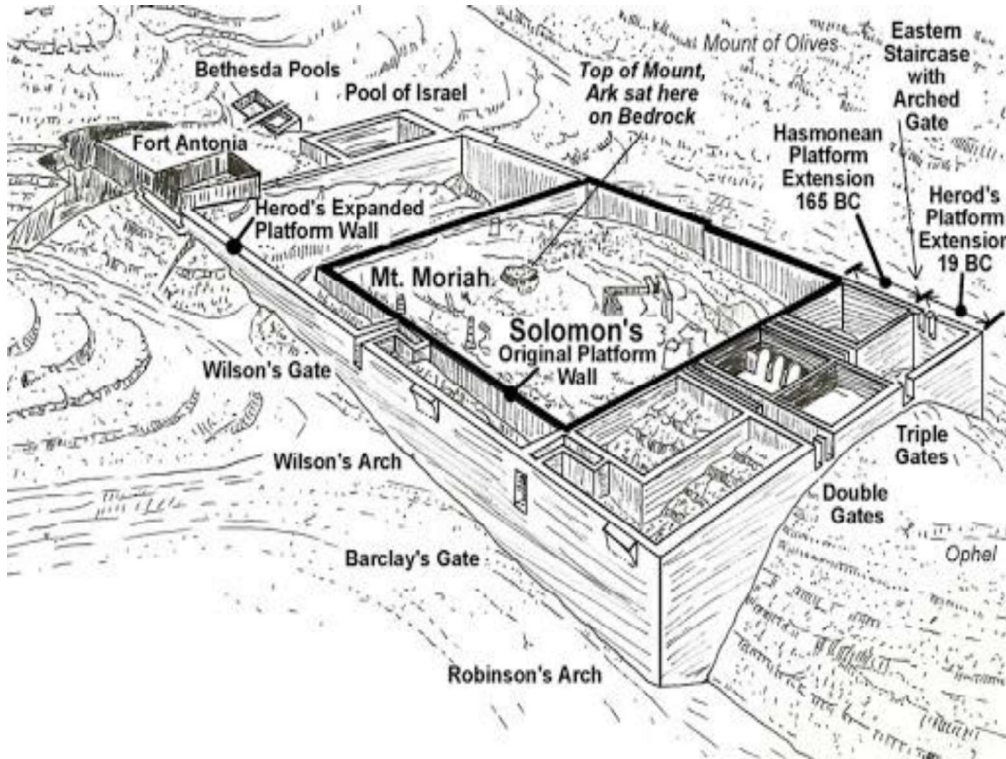 Mount of Olives
Eastern
Staircase
with
Arched
Gate
Bethesda Pools
Pool of Israel
Top of Mount,
Ark sat here
on Bedrock
Hasmonean
Platform
Extension
165 BC
Fort Antonia
Herod's
Platform
Extension
19 BC
Herod's Expanded
Platform Wall
Mt. Moriah
Solomon's
Original Platform
Wall
Wilson's Gate
Wilson's Arch
Triple
Gates
Double
Gates
Barclay's Gate
Ophel
Robinson's Arch